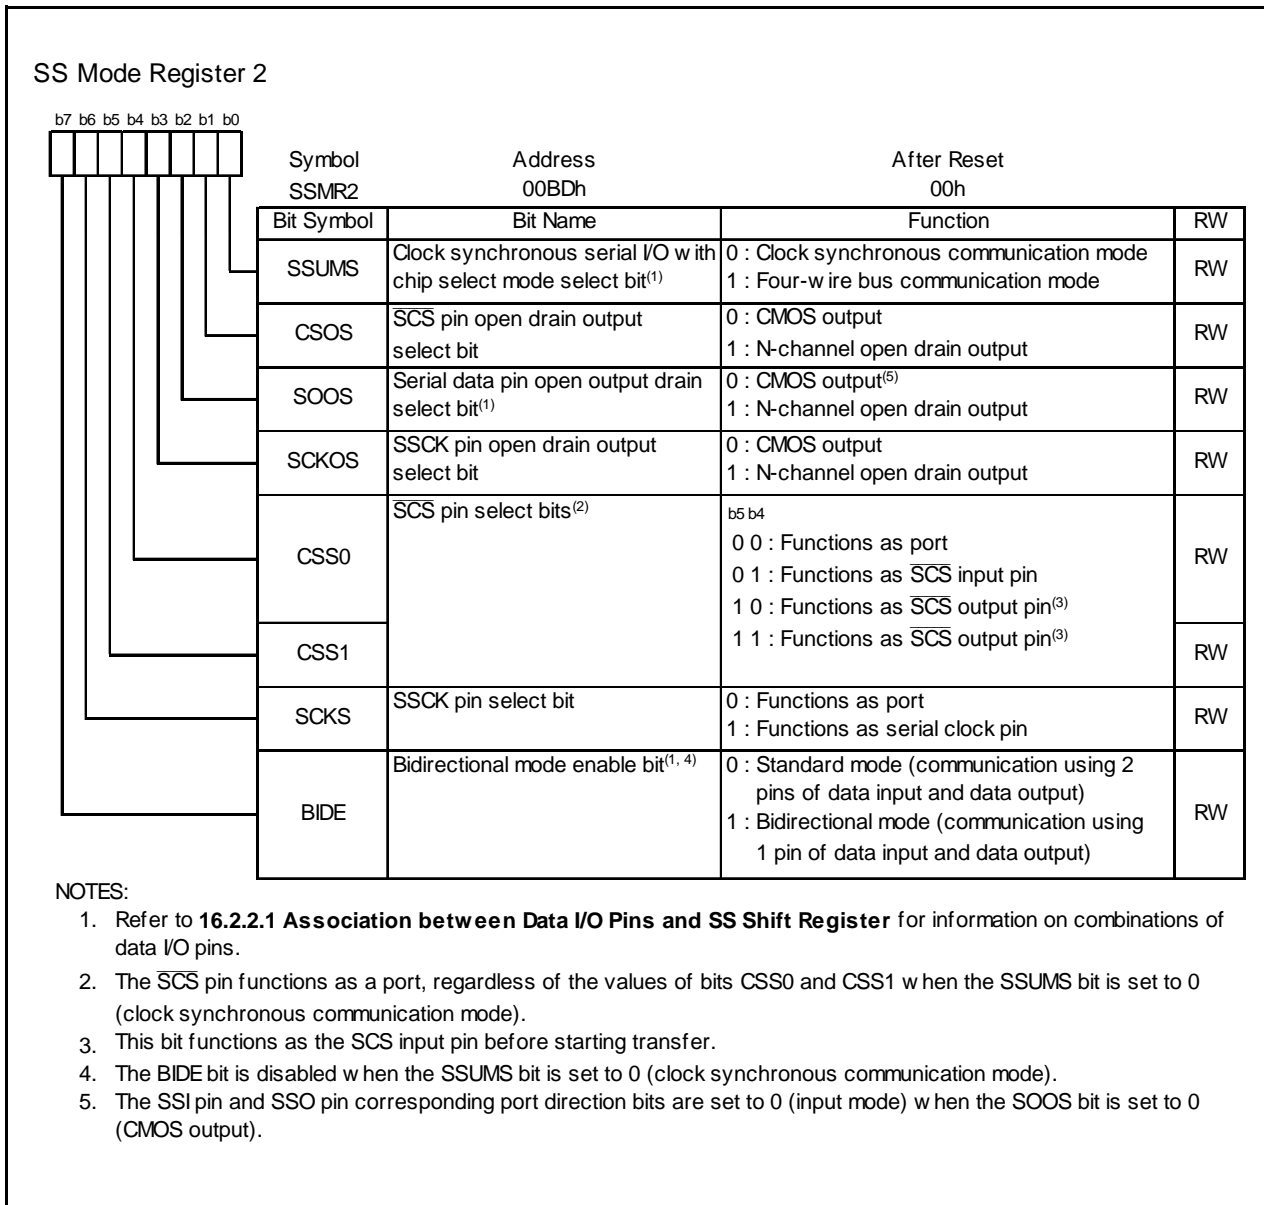 SS Mode Register 2
b7 b6 b5 b4 b3 b2 b1 b0
Symbol Address After Reset
SSMR2 00BDh 00h
Bit Symbol Bit Name Function RW
SSUMS
Clock synchronous serial I/O with
chip select mode select bit(1)
0 : Clock synchronous communication mode
1 : Four-wire bus communication mode
RW
CSOS
SCS pin open drain output
select bit
0 : CMOS output
1 : N-channel open drain output
RW
SOOS
Serial data pin open output drain
select bit(1)
0 : CMOS output(5)
1 : N-channel open drain output
RW
SCKOS
SSCK pin open drain output
select bit
0 : CMOS output
1 : N-channel open drain output
RW
CSS0
SCS pin select bits(2)
b5 b4
0 0 : Functions as port
0 1 : Functions as SCS input pin
1 0 : Functions as SCS output pin(3)
1 1 : Functions as SCS output pin(3)
RW
CSS1
RW
SCKS
SSCK pin select bit
0 : Functions as port
1 : Functions as serial clock pin
RW
BIDE
Bidirectional mode enable bit(1, 4)
0 : Standard mode (communication using 2
pins of data input and data output)
1 : Bidirectional mode (communication using
1 pin of data input and data output)
RW
NOTES:
1. Refer to 16.2.2.1 Association between Data I/O Pins and SS Shift Register for information on combinations of
data I/O pins.
2. The SCS pin functions as a port, regardless of the values of bits CSS0 and CSS1 when the SSUMS bit is set to 0
(clock synchronous communication mode).
3. This bit functions as the SCS input pin before starting transfer.
4. The BIDE bit is disabled when the SSUMS bit is set to 0 (clock synchronous communication mode).
5. The SSI pin and SSO pin corresponding port direction bits are set to 0 (input mode) when the SOOS bit is set to 0
(CMOS output).